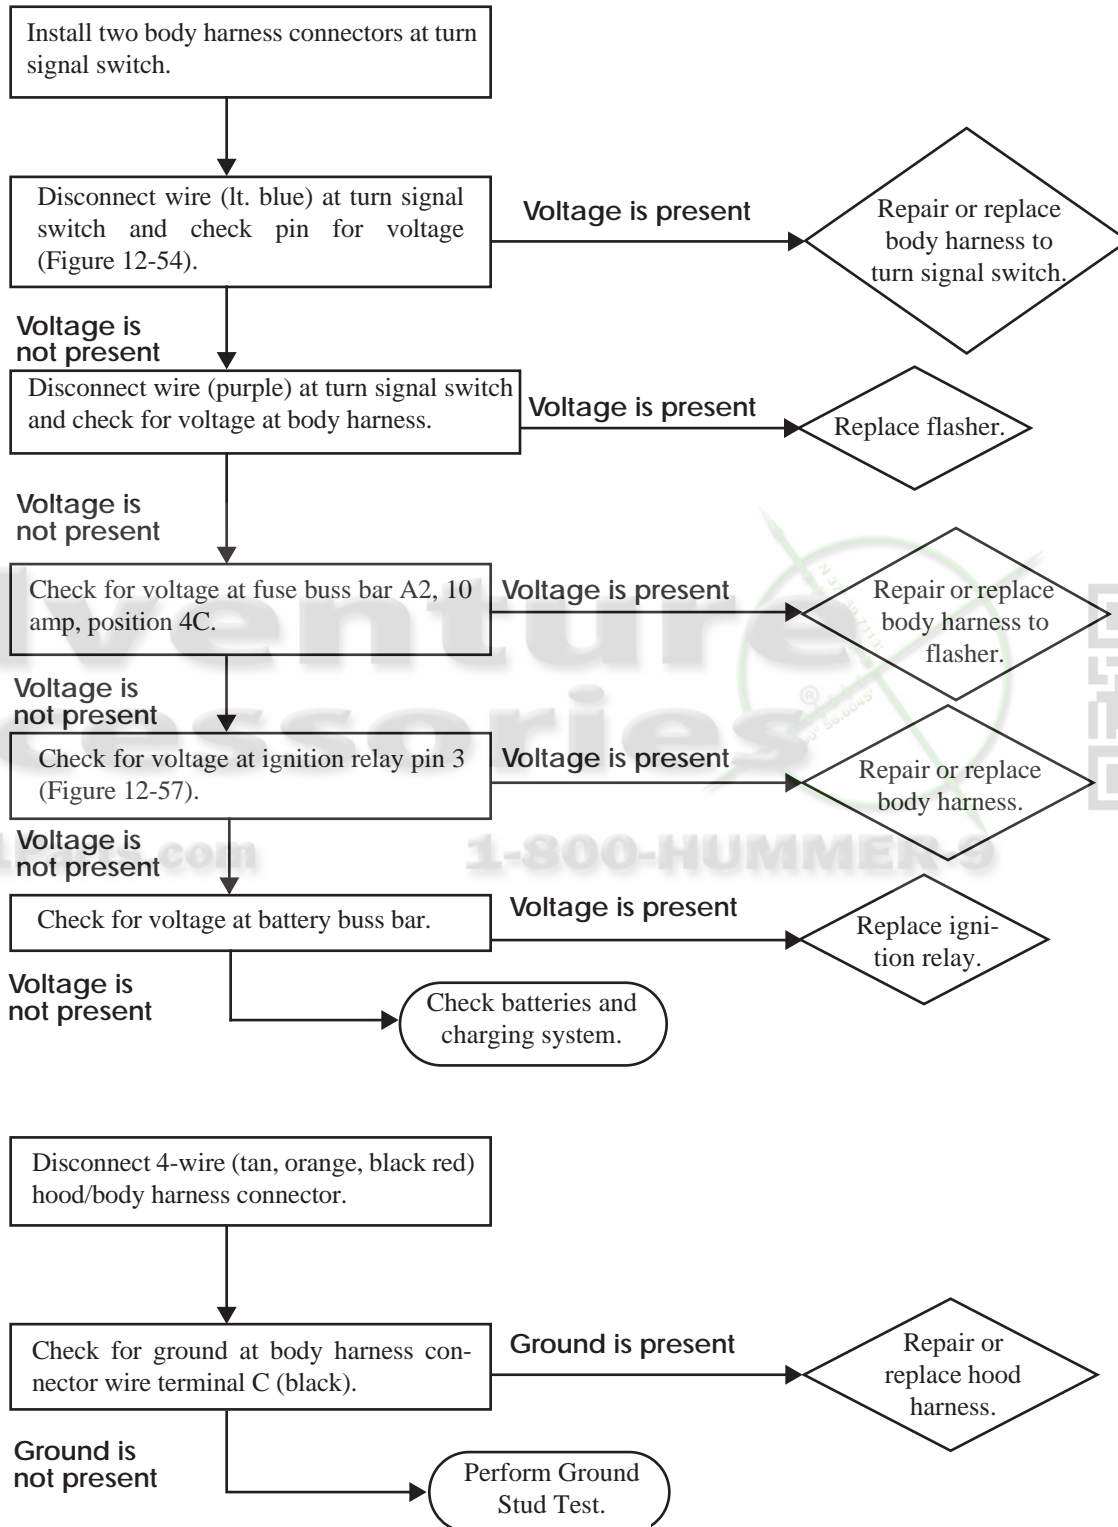 Install two body harness connectors at turn
signal switch.
Disconnect wire (lt. blue) at turn signal
switch and check pin for voltage
(Figure 12-54).
Voltage is present
Repair or replace
body harness to
turn signal switch.
Voltage is
not present
Disconnect wire (purple) at turn signal switch
and check for voltage at body harness.
Voltage is present
Replace flasher.
Voltage is
not present
Check for voltage at fuse buss bar A2, 10
amp, position 4C.
Voltage is present
Repair or replace
body harness to
flasher.
Voltage is
not present
Check for voltage at ignition relay pin 3
(Figure 12-57).
Voltage is present
Repair or replace
body harness.
Voltage is
not present
Check for voltage at battery buss bar.
Voltage is present
Replace igni-
tion relay.
Voltage is
not present
Check batteries and
charging system.
Disconnect 4-wire (tan, orange, black red)
hood/body harness connector.
Check for ground at body harness con-
nector wire terminal C (black).
Ground is present
Repair or
replace hood
harness.
Ground is
not present
Perform Ground
Stud Test.
dventure
cessories
®
.com
1-800-HUMMER-9